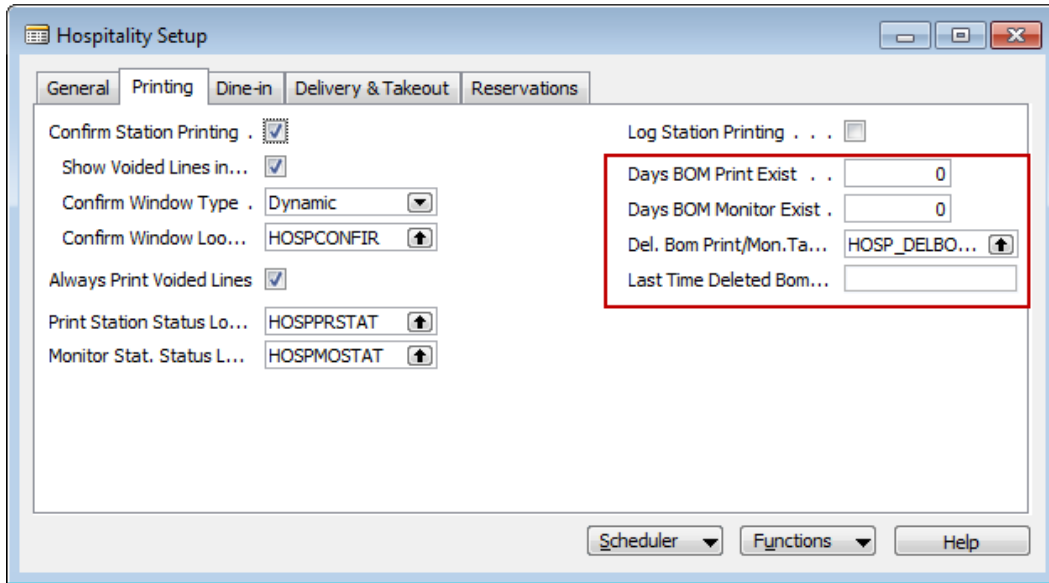 Hospitality Setup
General Printing Dine-in Delivery & Takeout Reservations
Confirm Station Printing .
Show Voided Lines in...
Confirm Window Type . Dynamic
Confirm Window Loo... HOSPCONFIR
Always Print Voided Lines
Print Station Status Lo... HOSPPRSTAT
Monitor Stat. Status L... HOSPMOSTAT
Log Station Printing . . .
Days BOM Print Exist . . 0
Days BOM Monitor Exist . 0
Del. Bom Print/Mon.Ta... HOSP_DELBO...
Last Time Deleted Bom...
Scheduler Functions Help